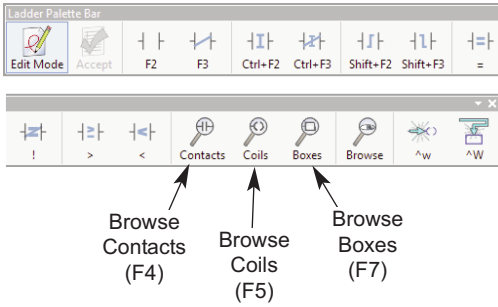 Ladder Palette Bar
Edit Mode Accept F2 F3 Ctrl+F2 Ctrl+F3 Shift+F2 Shift+F3 =
! > < Contacts Coils Boxes Browse ^w ^W
Browse
Contacts
(F4)
Browse
Coils
(F5)
Browse
Boxes
(F7)